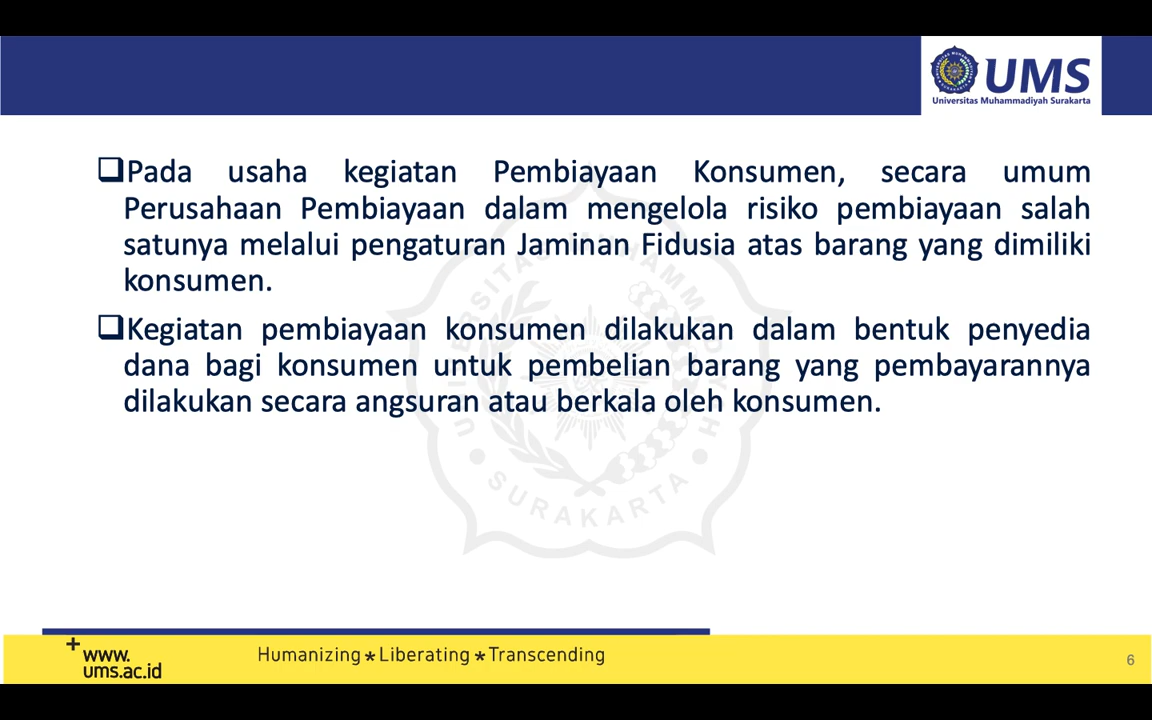 UMS
Universitas Muhammadiyah Surakarta
Pada usaha kegiatan Pembiayaan Konsumen, secara umum
Perusahaan Pembiayaan dalam mengelola risiko pembiayaan salah
satunya melalui pengaturan Jaminan Fidusia atas barang yang dimiliki
konsumen.
Kegiatan pembiayaan konsumen dilakukan dalam bentuk penyedia
dana bagi konsumen untuk pembelian barang yang pembayarannya
dilakukan secara angsuran atau berkala oleh konsumen.
UNIVERSITAS MUHAMMADIYAH
SURAKARTA
+www.
ums.ac.id
Humanizing * Liberating * Transcending
6